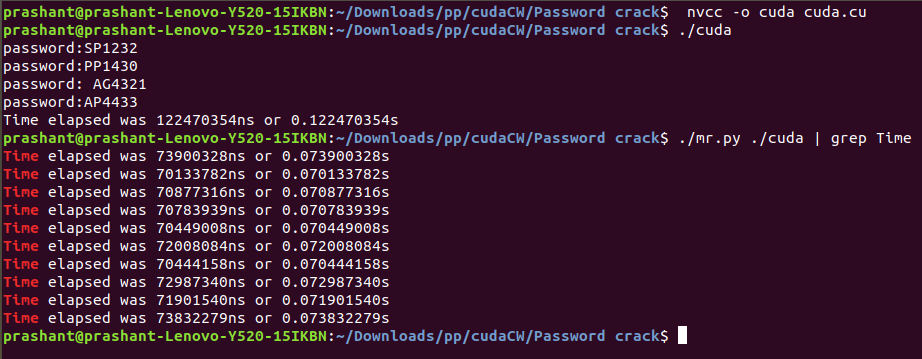 prashant@prashant-Lenovo-Y520-15IKBN:~/Downloads/pp/cudaCW/Password crack$  nvcc -o cuda cuda.cu
prashant@prashant-Lenovo-Y520-15IKBN:~/Downloads/pp/cudaCW/Password crack$ ./cuda
password:SP1232
password:PP1430
password: AG4321
password:AP4433
Time elapsed was 122470354ns or 0.122470354s
prashant@prashant-Lenovo-Y520-15IKBN:~/Downloads/pp/cudaCW/Password crack$ ./mr.py ./cuda | grep Time
Time elapsed was 73900328ns or 0.073900328s
Time elapsed was 70133782ns or 0.070133782s
Time elapsed was 70877316ns or 0.070877316s
Time elapsed was 70783939ns or 0.070783939s
Time elapsed was 70449008ns or 0.070449008s
Time elapsed was 72008084ns or 0.072008084s
Time elapsed was 70444158ns or 0.070444158s
Time elapsed was 72987340ns or 0.072987340s
Time elapsed was 71901540ns or 0.071901540s
Time elapsed was 73832279ns or 0.073832279s
prashant@prashant-Lenovo-Y520-15IKBN:~/Downloads/pp/cudaCW/Password crack$